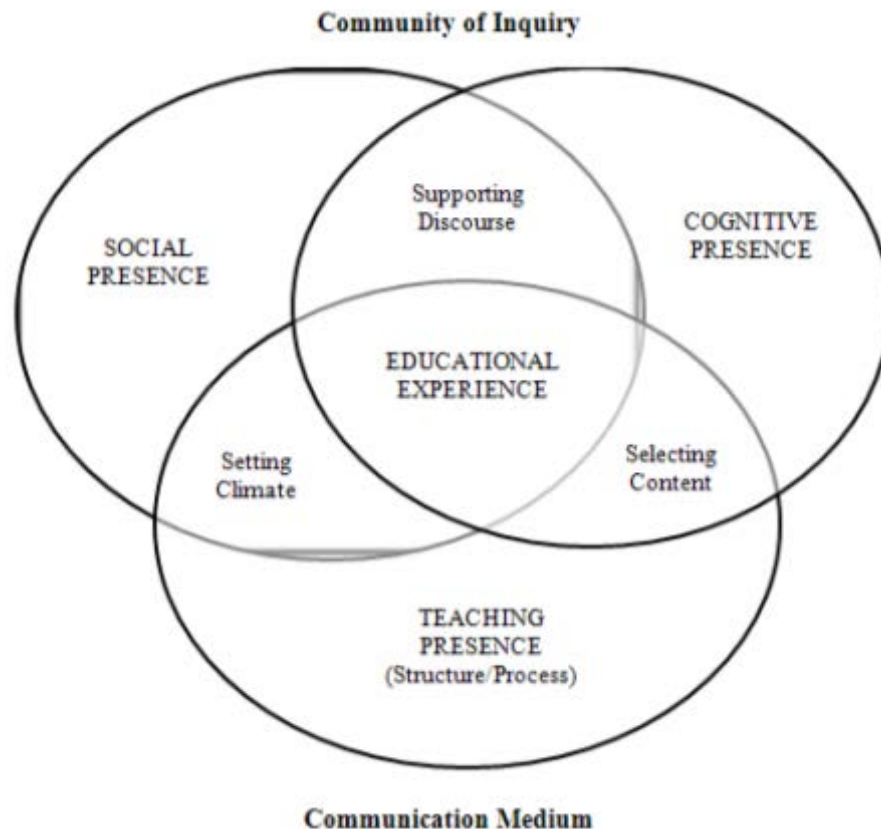 Community of Inquiry
Supporting
Discourse
SOCIAL
PRESENCE
COGNITIVE
PRESENCE
EDUCATIONAL
EXPERIENCE
Setting
Climate
Selecting
Content
TEACHING
PRESENCE
(Structure/Process)
Communication Medium